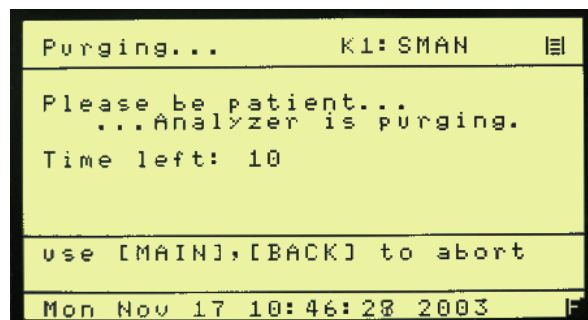 Purging... K1:SMAN
Please be patient...
...Analyzer is purging.
Time left: 10
use [MAIN],[BACK] to abort
Mon Nov 17 10:46:28 2003 F